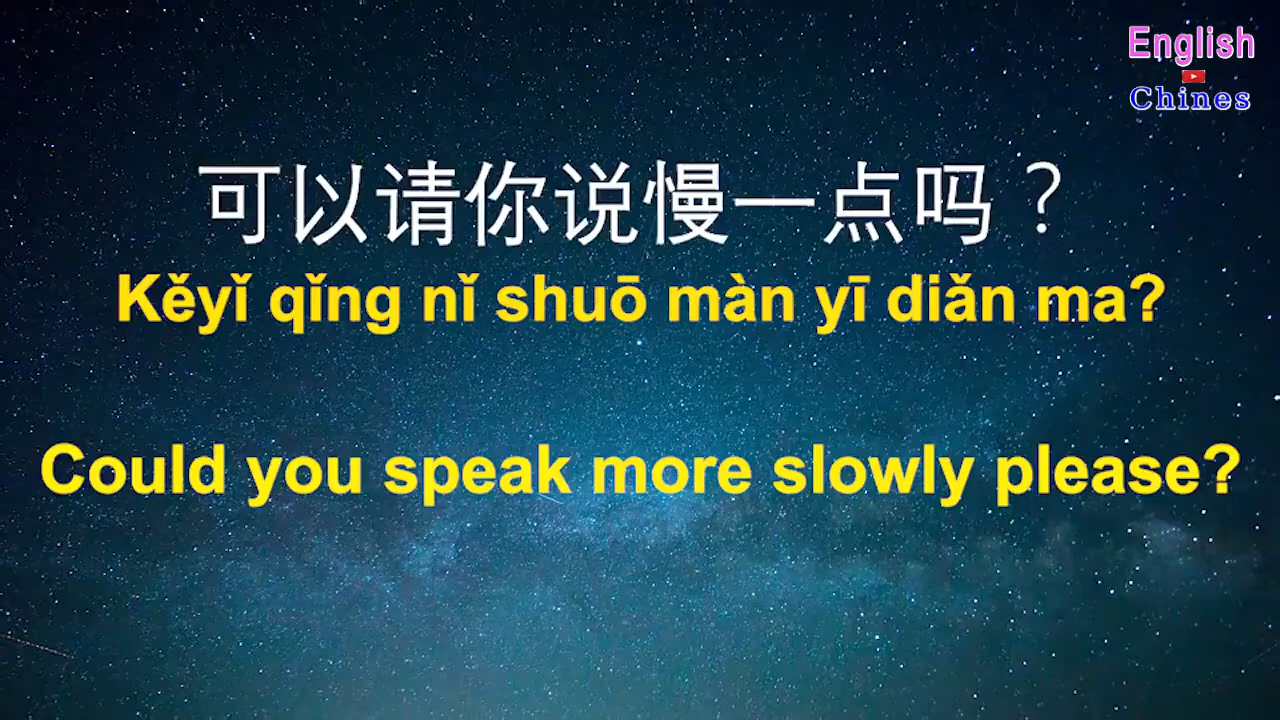 English
Chines
可以请你说慢一点吗？
Kěyǐ qǐng nǐ shuō màn yī diǎn ma?
Could you speak more slowly please?